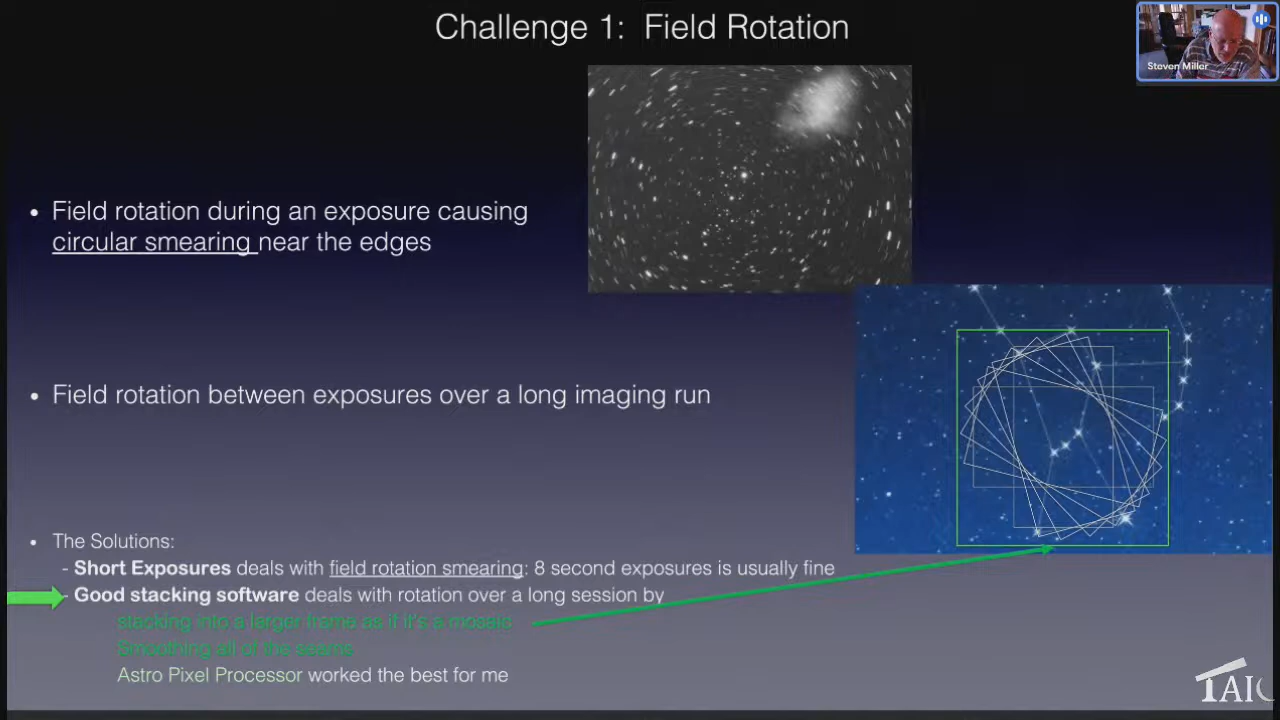 Challenge 1: Field Rotation
Steven Miller
• Field rotation during an exposure causing
circular smearing near the edges
• Field rotation between exposures over a long imaging run
• The Solutions:
- Short Exposures deals with field rotation smearing: 8 second exposures is usually fine
- Good stacking software deals with rotation over a long session by
stacking into a larger frame as if it's a mosaic
Smoothing all of the seams
Astro Pixel Processor worked the best for me
TAIC